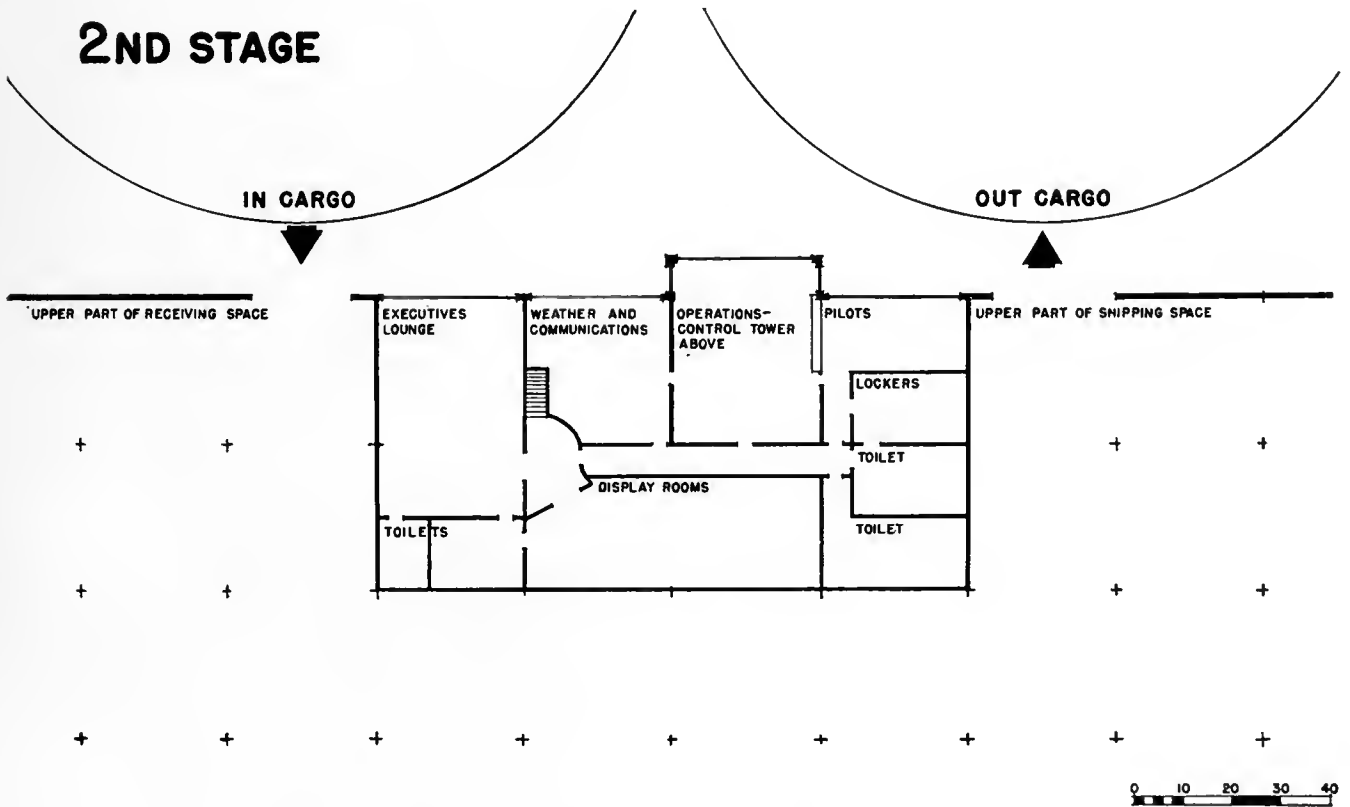 2ND STAGE
IN CARGO
OUT CARGO
UPPER PART OF RECEIVING SPACE
EXECUTIVES
LOUNGE
WEATHER AND
COMMUNICATIONS
OPERATIONS-
CONTROL TOWER
ABOVE
PILOTS
UPPER PART OF SHIPPING SPACE
LOCKERS
TOILET
DISPLAY ROOMS
TOILETS
TOILET
0 10 20 30 40